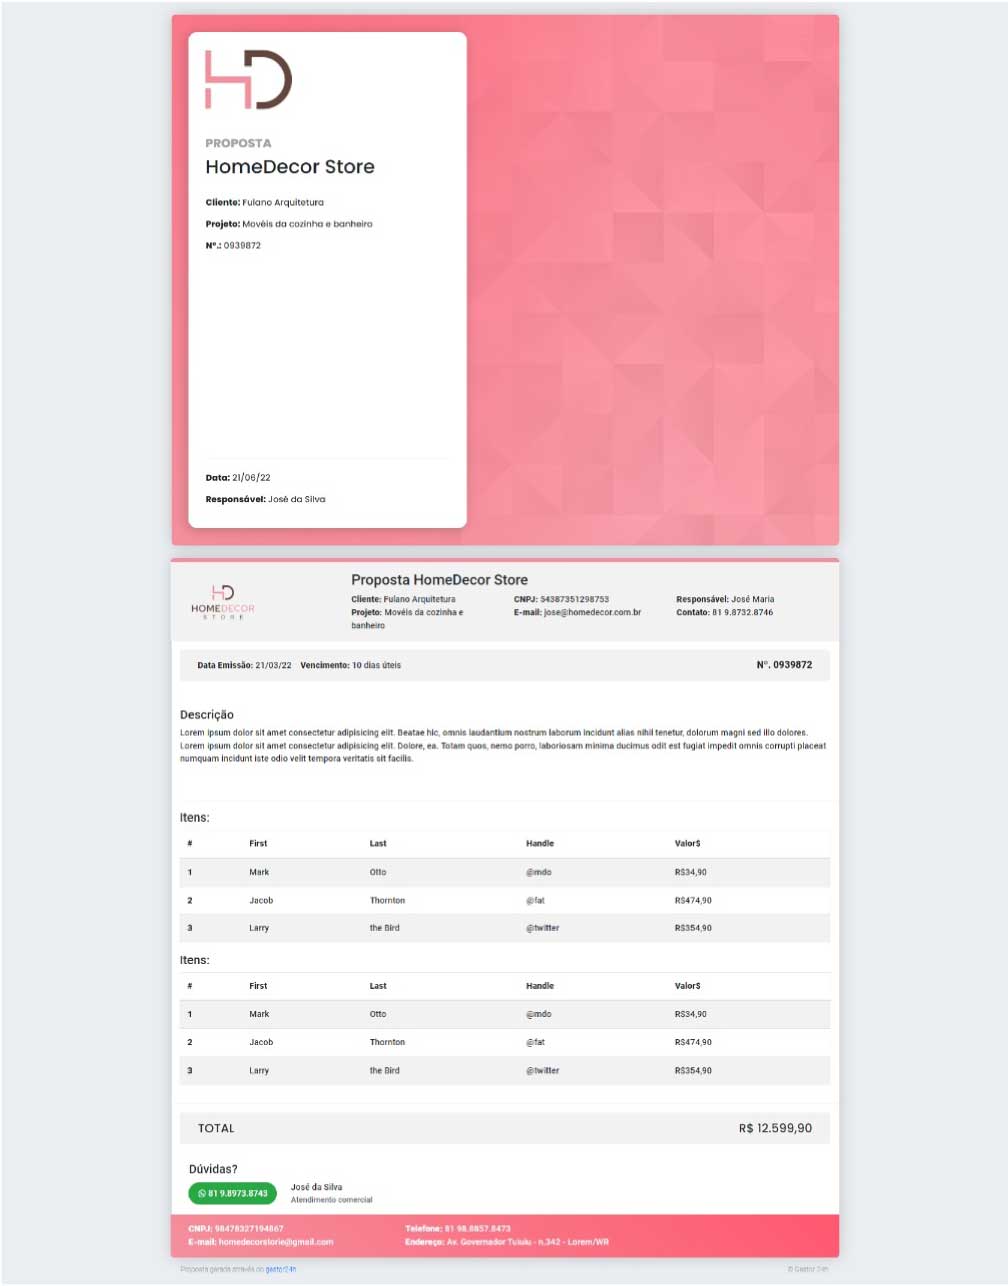 HD
PROPOSTA
HomeDecor Store
Cliente: Fulano Arquitetura
Projeto: Movéis da cozinha e banheiro
Nº.: 0939872
Data: 21/06/22
Responsável: José da Silva
HD
HOMEDECOR
STORE
Proposta HomeDecor Store
Cliente: Fulano Arquitetura
Projeto: Movéis da cozinha e
banheiro
CNPJ: 54387351298753
E-mail: jose@homedecor.com.br
Responsável: José Maria
Contato: 81 9.8732.8746
Data Emissão: 21/03/22 Vencimento: 10 dias úteis
N°. 0939872
Descrição
Lorem ipsum dolor sit amet consectetur adipisicing elit. Beatae hic, omnis laudantium nostrum laborum incidunt alias nihil tenetur, dolorum magni sed illo dolores.
Lorem ipsum dolor sit amet consectetur adipisicing elit. Dolore, ea. Totam quos, nemo porro, laboriosam minima ducimus odit est fugiat impedit omnis corrupti placeat
numquam incidunt iste odio velit tempora veritatis sit facilis.
Itens:
# First Last Handle Valor$
1 Mark Otto @mdo R$34,90
2 Jacob Thornton @fat R$474,90
3 Larry the Bird @twitter R$354,90
Itens:
# First Last Handle Valor$
1 Mark Otto @mdo R$34,90
2 Jacob Thornton @fat R$474,90
3 Larry the Bird @twitter R$354,90
TOTAL R$ 12.599,90
Dúvidas?
81 9.8973.8743
José da Silva
Atendimento comercial
CNPJ: 98478327194867
E-mail: homedecorstorie@gmail.com
Telefone: 81 98.8857.8473
Endereço: Av. Governador Tululu - n.342 - Lorem/WR
Proposta gerada através do gestor24h
© Gestor 24h